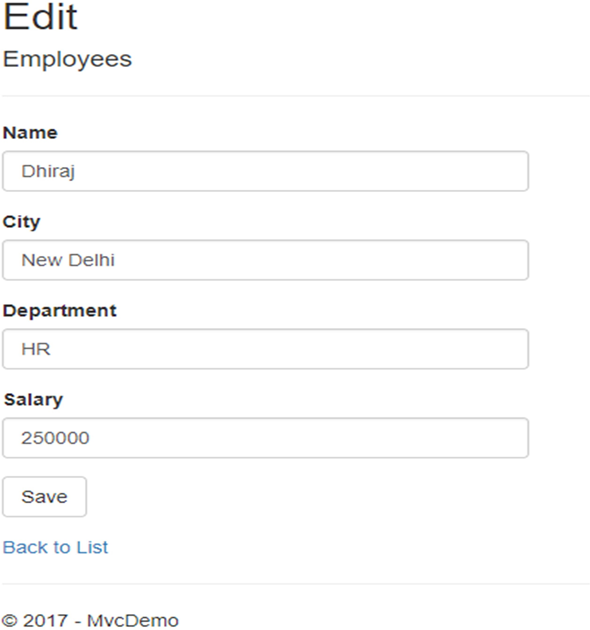 Edit
Employees
Name
Dhiraj
City
New Delhi
Department
HR
Salary
250000
Save
Back to List
© 2017 - MvcDemo